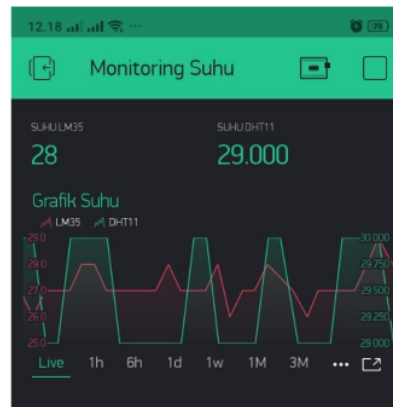 12.18 ...
29
Monitoring Suhu
SUHU LM35 SUHU DHT11
28 29.000
Grafik Suhu
LM35 DHT11
29.0 30.000
28.0 29.750
27.0 29.500
26.0 29.250
25.0 29.000
Live 1h 6h 1d 1w 1M 3M ...